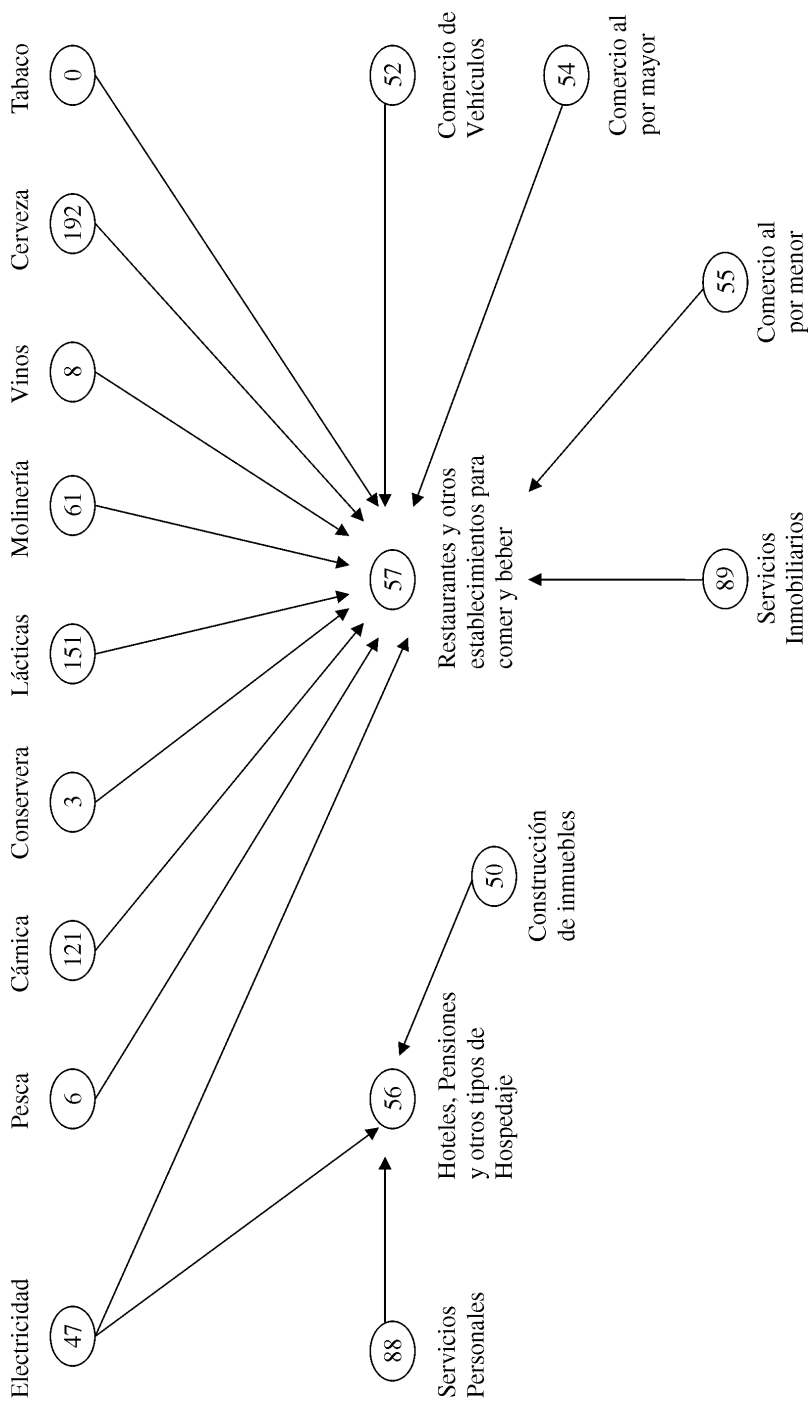 Electricidad
Pesca
Cárnica
Conservera
Lácticas
Molinería
Vinos
Cerveza
Tabaco
47
6
121
3
151
61
8
192
0
88
56
57
52
Servicios
Personales
Hoteles, Pensiones
y otros tipos de
Hospedaje
Restaurantes y otros
establecimientos para
comer y beber
Comercio de
Vehículos
50
Construcción
de inmuebles
54
Comercio al
por mayor
89
Servicios
Inmobiliarios
55
Comercio al
por menor